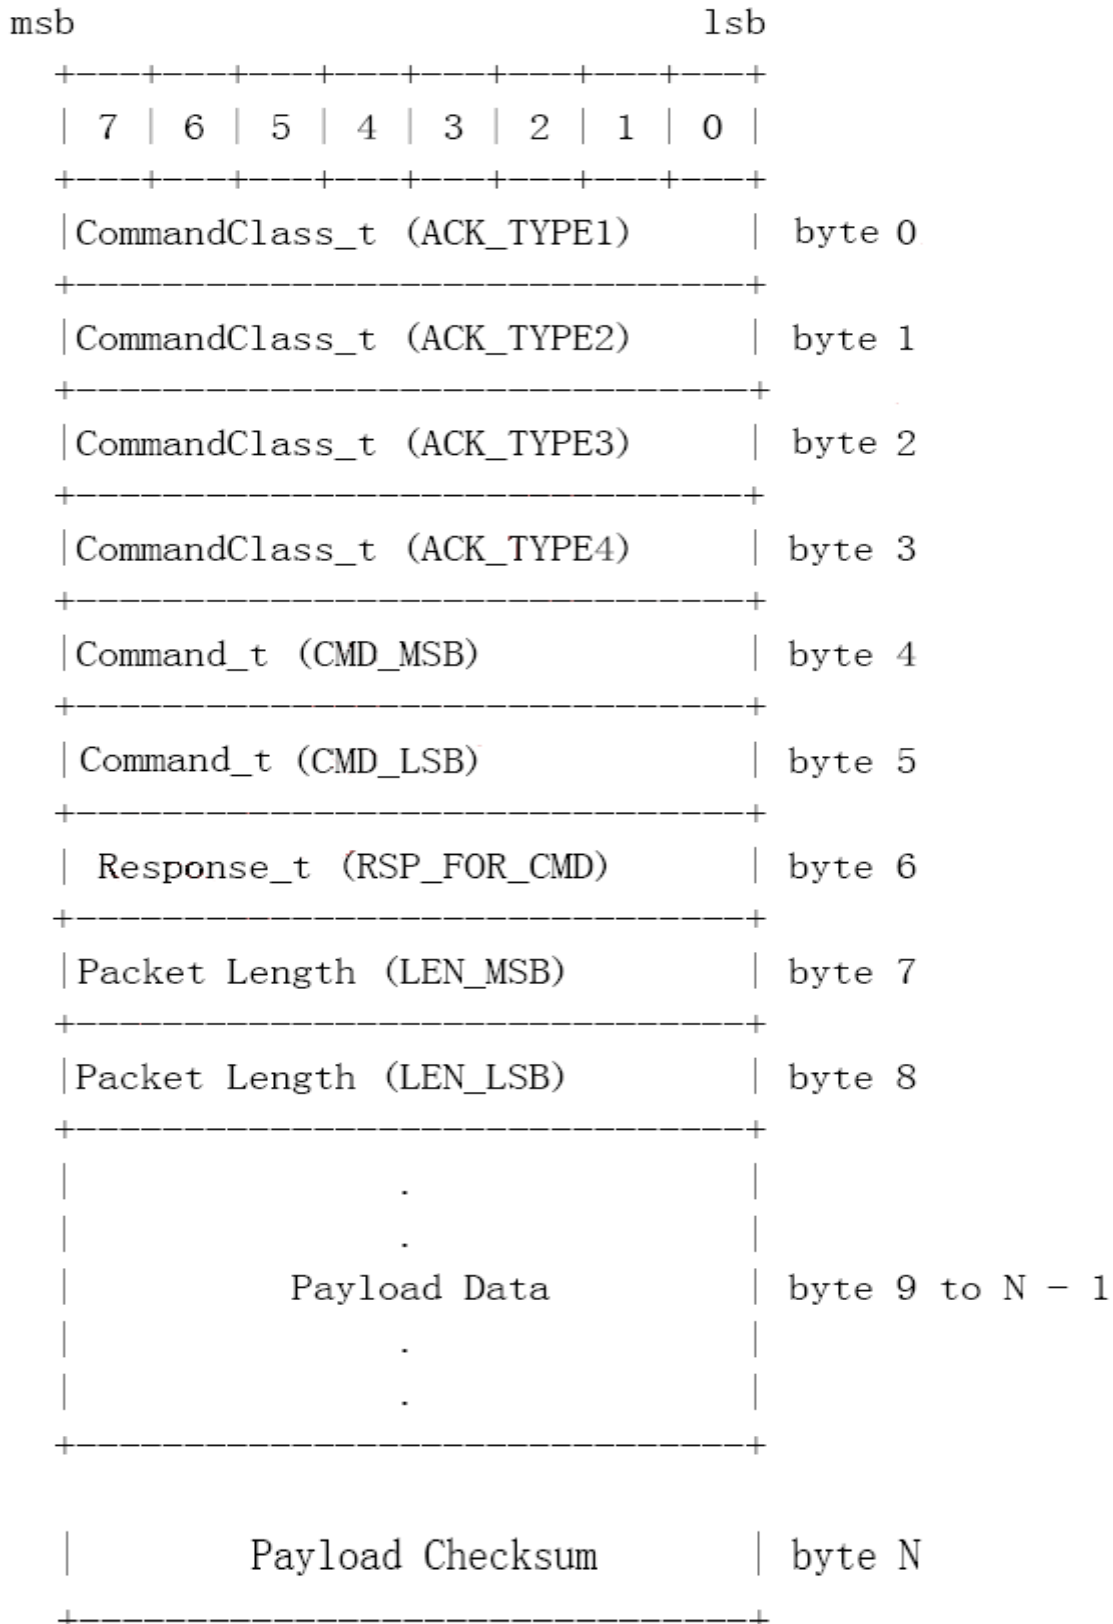 msb lsb
+---+---+---+---+---+---+---+---+
| 7 | 6 | 5 | 4 | 3 | 2 | 1 | 0 |
+---+---+---+---+---+---+---+---+
|CommandClass_t (ACK_TYPE1) | byte 0
+-------------------------------+
|CommandClass_t (ACK_TYPE2) | byte 1
+-------------------------------+
|CommandClass_t (ACK_TYPE3) | byte 2
+-------------------------------+
|CommandClass_t (ACK_TYPE4) | byte 3
+-------------------------------+
|Command_t (CMD_MSB) | byte 4
+-------------------------------+
|Command_t (CMD_LSB) | byte 5
+-------------------------------+
| Response_t (RSP_FOR_CMD) | byte 6
+-------------------------------+
|Packet Length (LEN_MSB) | byte 7
+-------------------------------+
|Packet Length (LEN_LSB) | byte 8
+-------------------------------+
| . |
| . |
| Payload Data | byte 9 to N - 1
| . |
| . |
+-------------------------------+
| Payload Checksum | byte N
+-------------------------------+